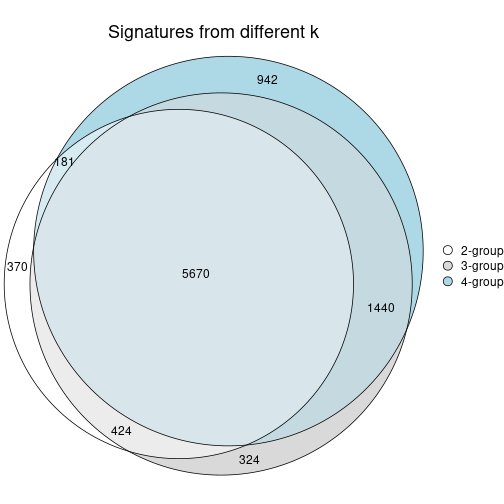 Signatures from different k
942
181
370
5670
1440
424
324
2-group
3-group
4-group